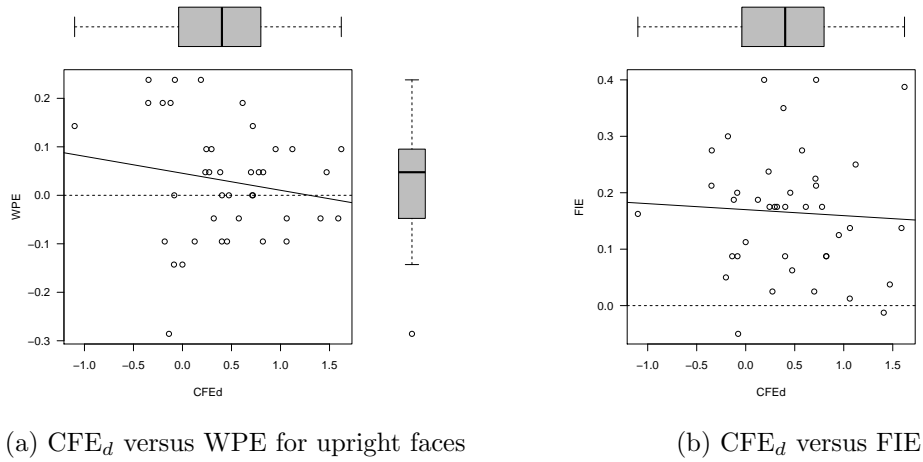 0.2
0.1
0.0
−0.1
−0.2
−0.3
WPE
−1.0 −0.5 0.0 0.5 1.0 1.5
CFEd
(a) CFE_d versus WPE for upright faces
0.4
0.3
0.2
0.1
0.0
FIE
−1.0 −0.5 0.0 0.5 1.0 1.5
CFEd
(b) CFE_d versus FIE